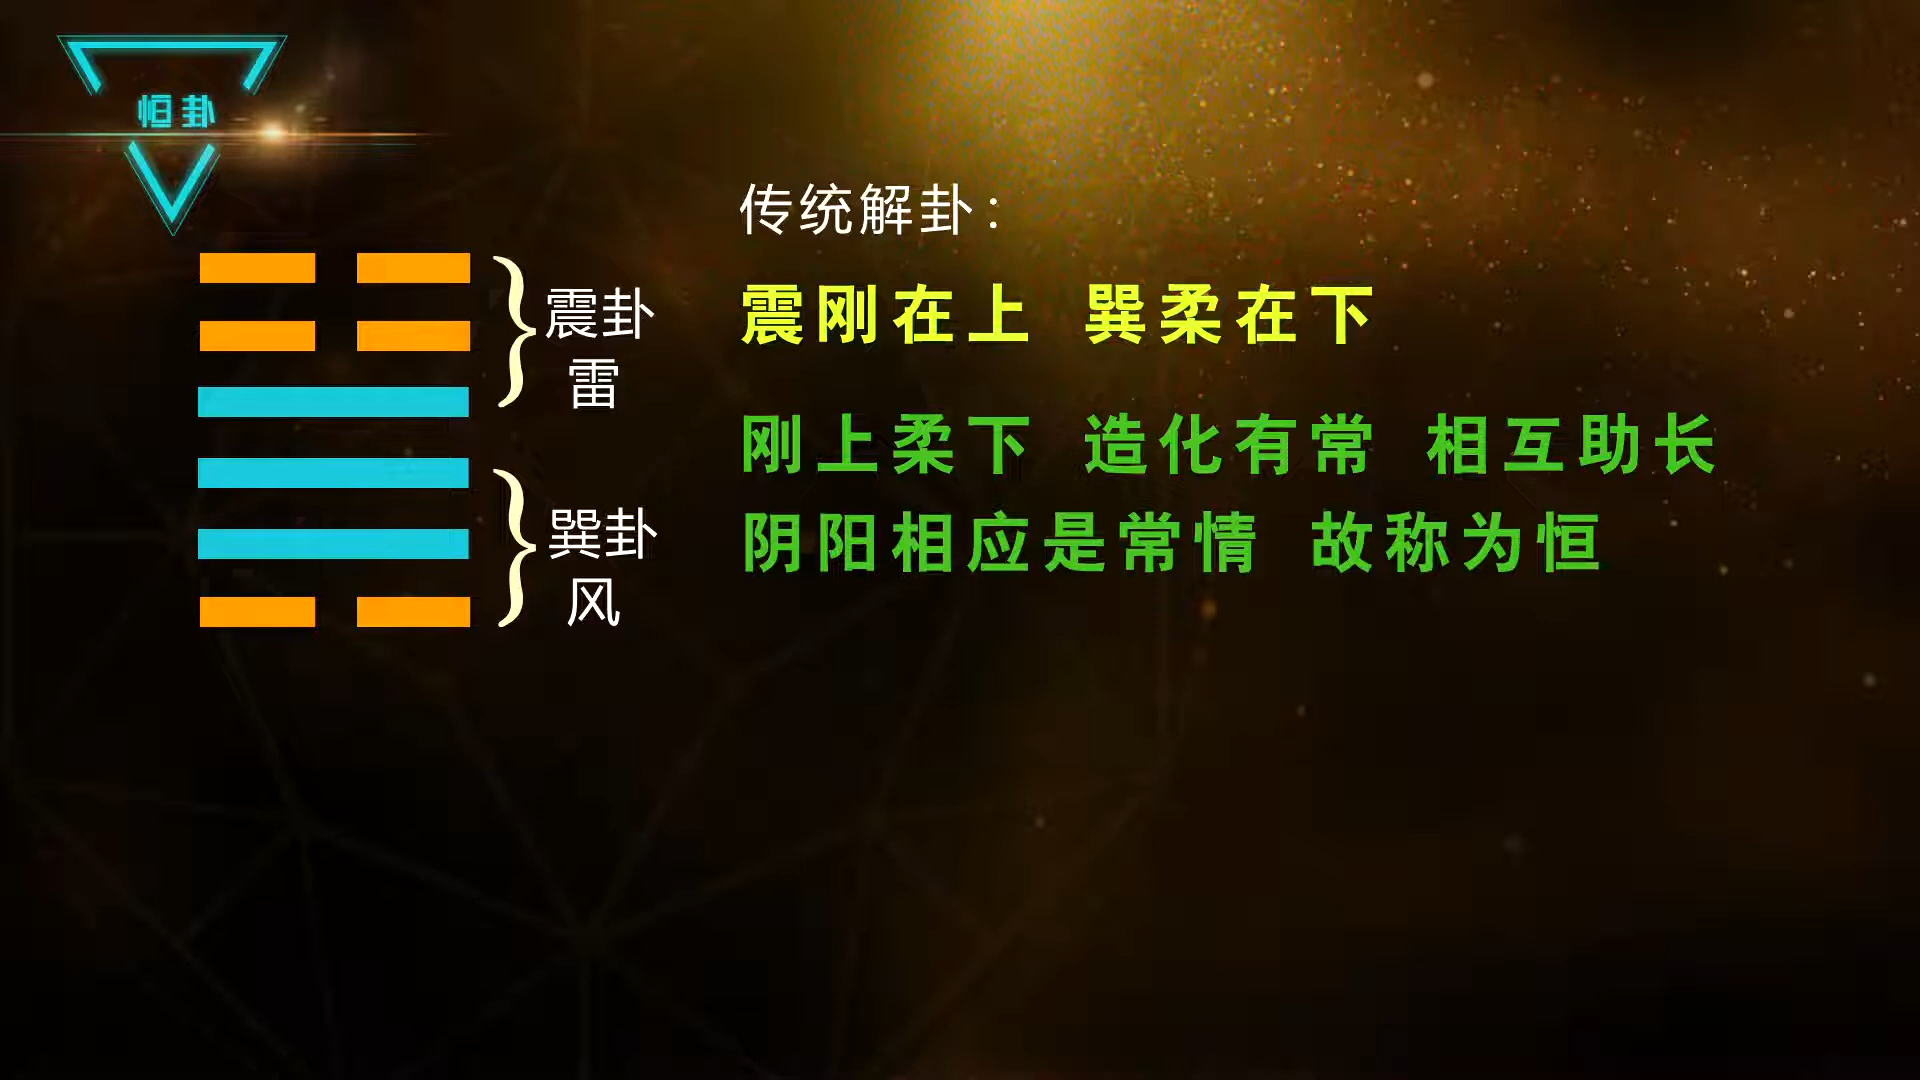 恒卦
传统解卦：
震刚在上 巽柔在下
刚上柔下 造化有常 相互助长
阴阳相应是常情 故称为恒
震卦
雷
巽卦
风